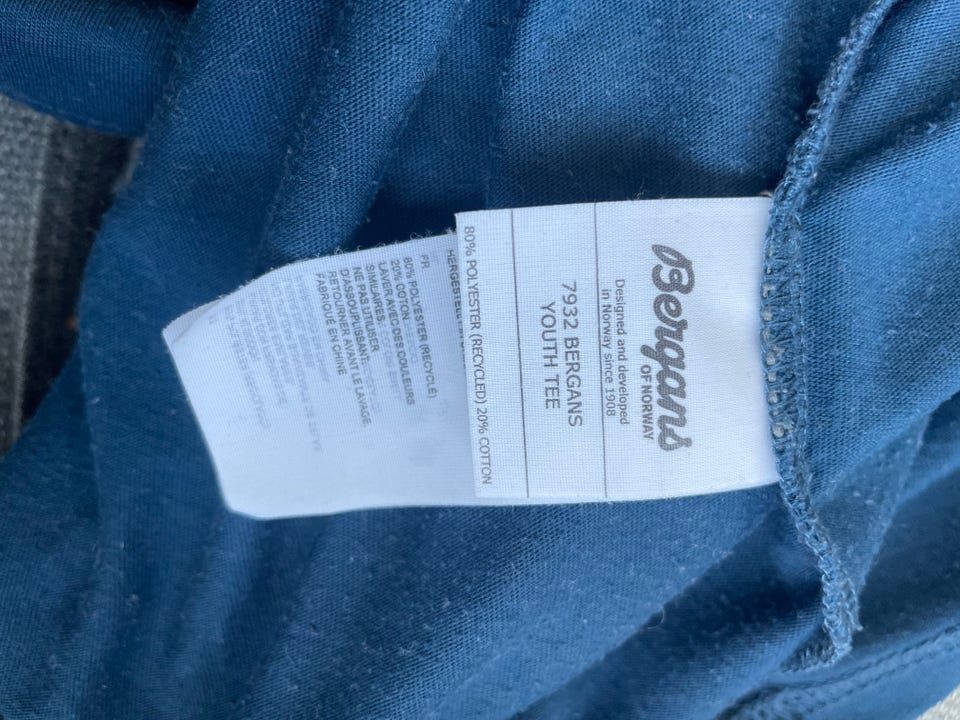 Bergans
OF NORWAY
Designed and developed
in Norway since 1908
7932 BERGANS
YOUTH TEE
80% POLYESTER (RECYCLED) 20% COTTON
FR
80% POLYESTER (RECYCLÉ)
20% COTON
LAVER AVEC DES COULEURS
SIMILAIRES.
NE PAS UTILISER
D'ASSOUPLISSANT.
RETOURNER AVANT LE LAVAGE.
FABRIQUÉ EN CHINE